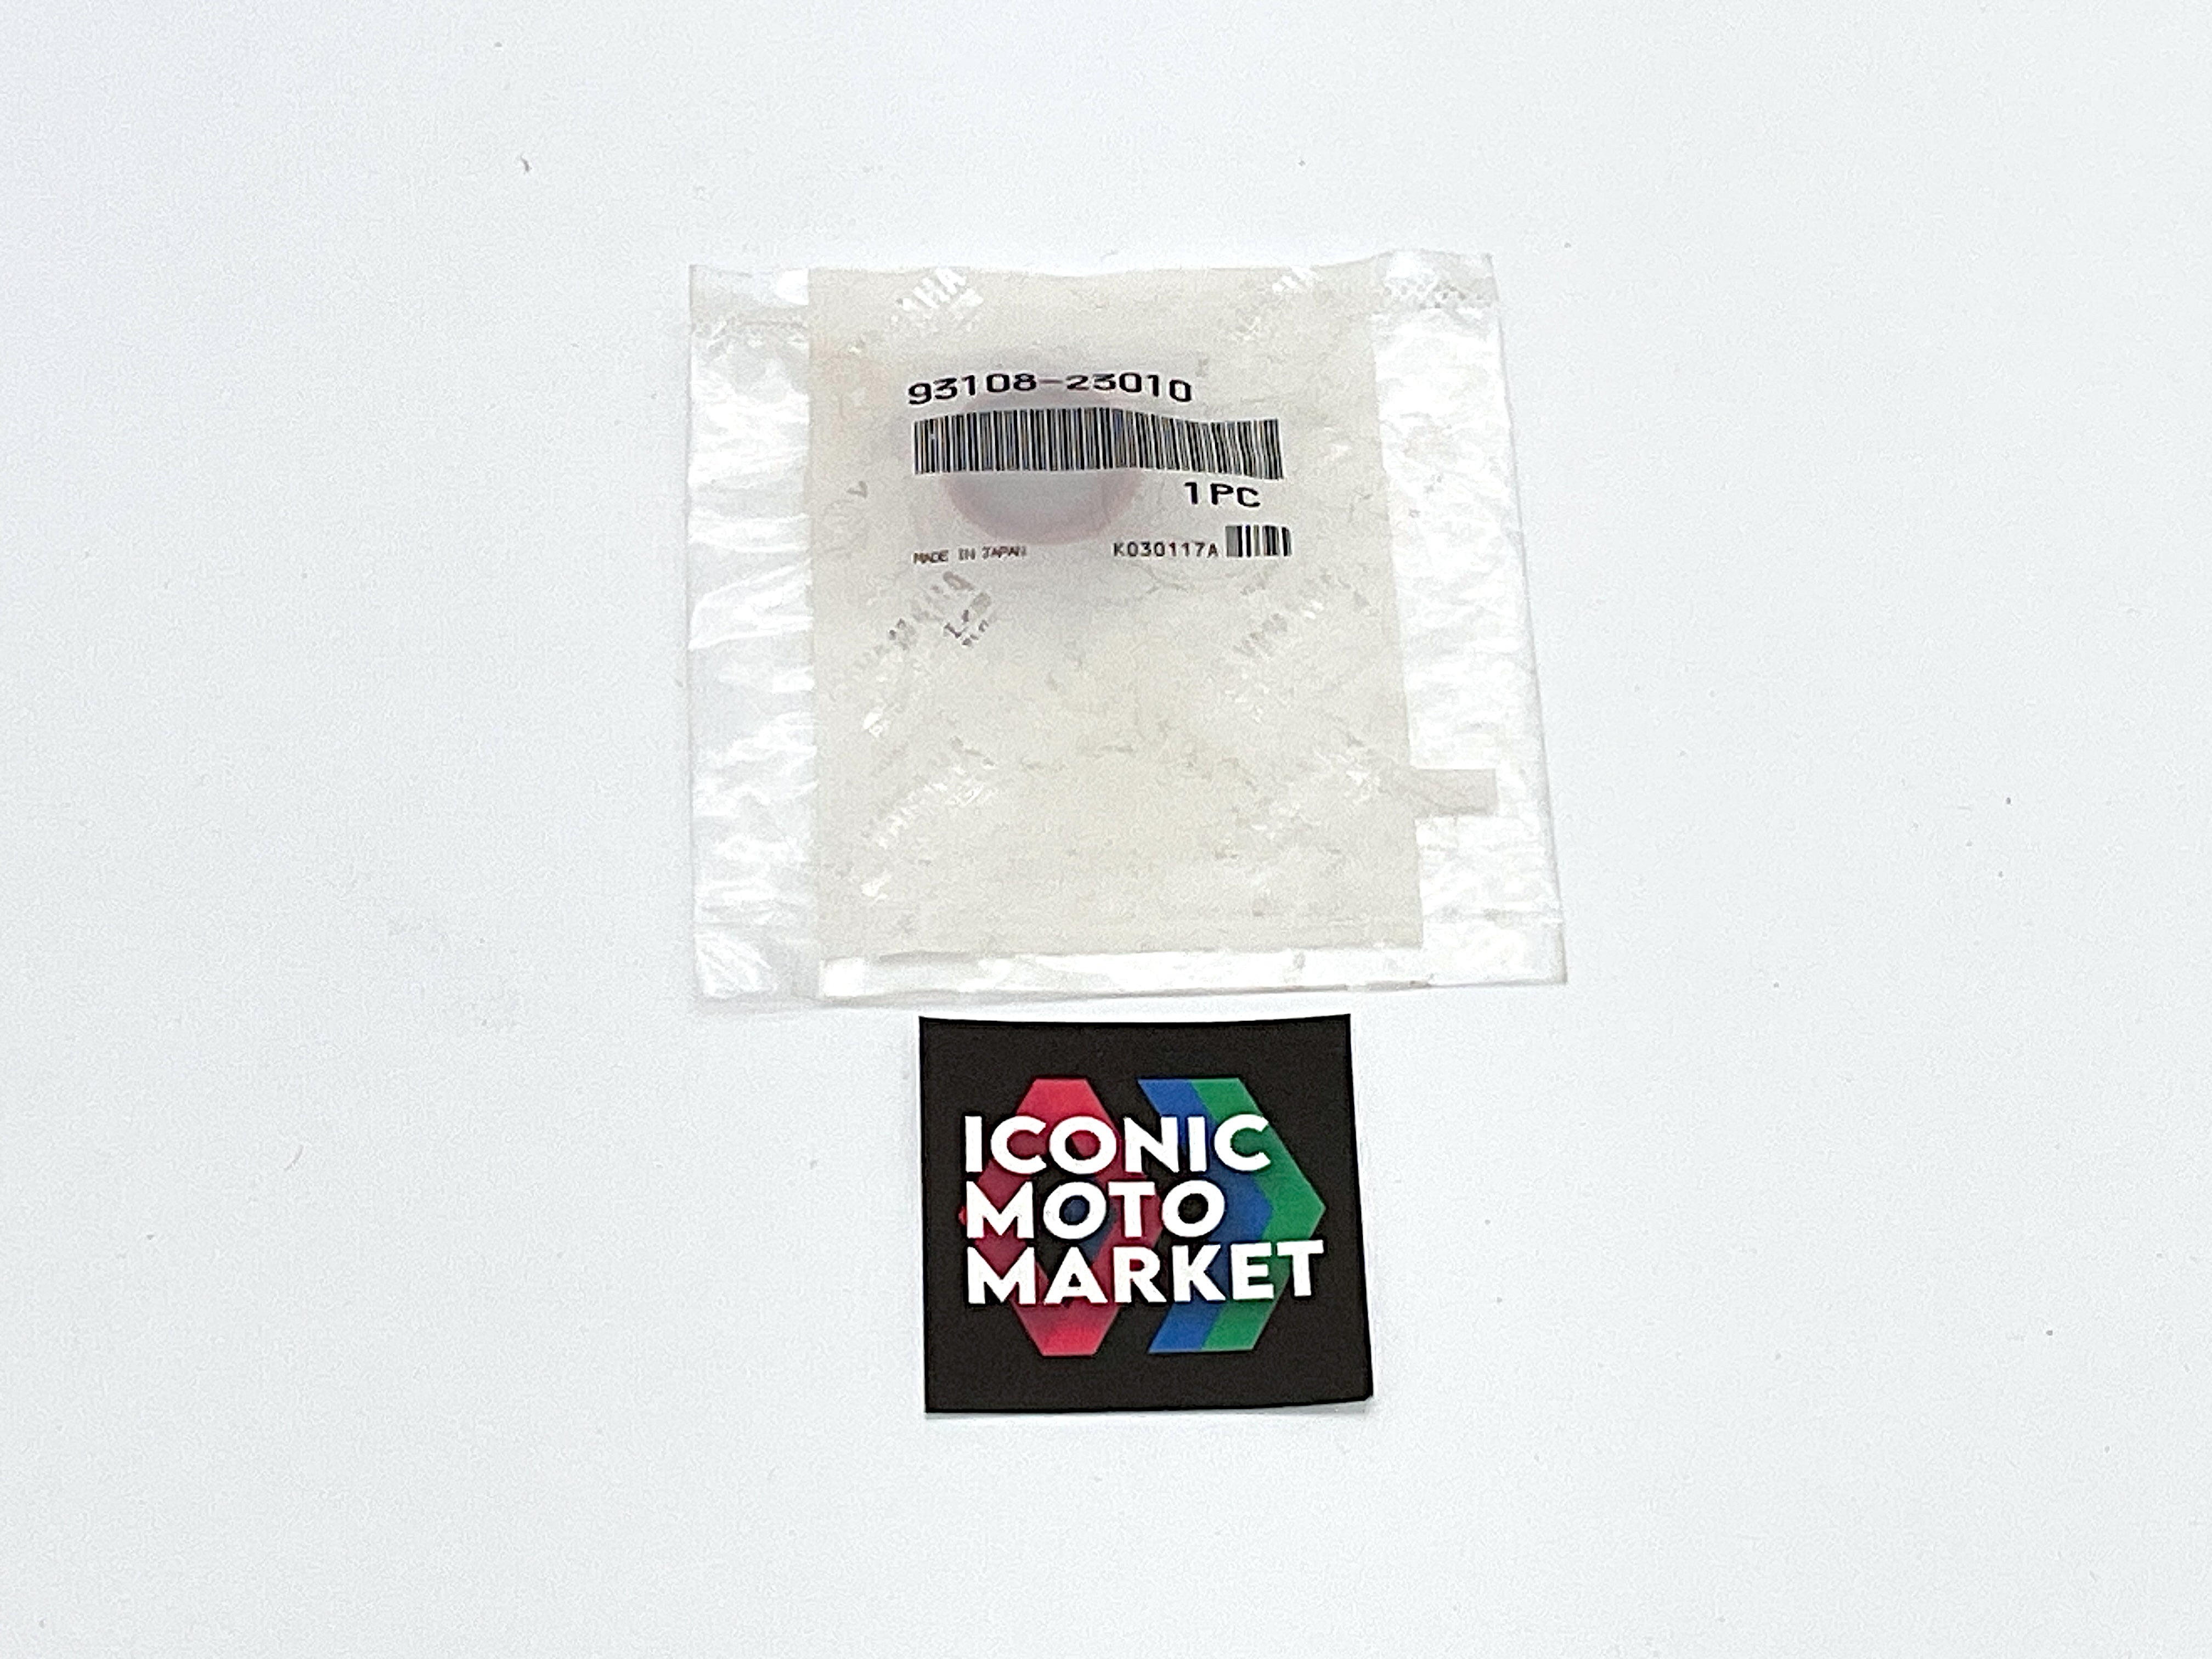 93108-23010
1PC
MADE IN JAPAN
K030117A
ICONIC
MOTO
MARKET